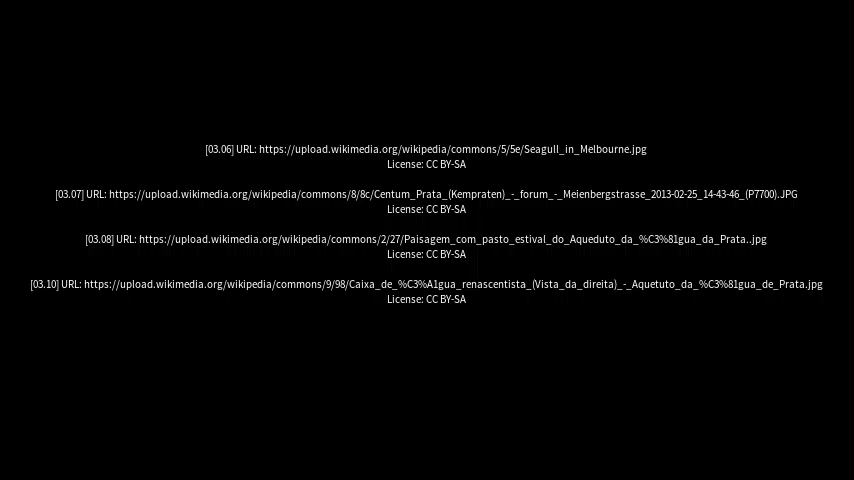 [03.06] URL: https://upload.wikimedia.org/wikipedia/commons/5/5e/Seagull_in_Melbourne.jpg
License: CC BY-SA
[03.07] URL: https://upload.wikimedia.org/wikipedia/commons/8/8c/Centum_Prata_(Kempraten)_-_forum_-_Meienbergstrasse_2013-02-25_14-43-46_(P7700).JPG
License: CC BY-SA
[03.08] URL: https://upload.wikimedia.org/wikipedia/commons/2/27/Paisagem_com_pasto_estival_do_Aqueduto_da_%C3%81gua_da_Prata..jpg
License: CC BY-SA
[03.10] URL: https://upload.wikimedia.org/wikipedia/commons/9/98/Caixa_de_%C3%A1gua_renascentista_(Vista_da_direita)_-_Aquetuto_da_%C3%81gua_de_Prata.jpg
License: CC BY-SA